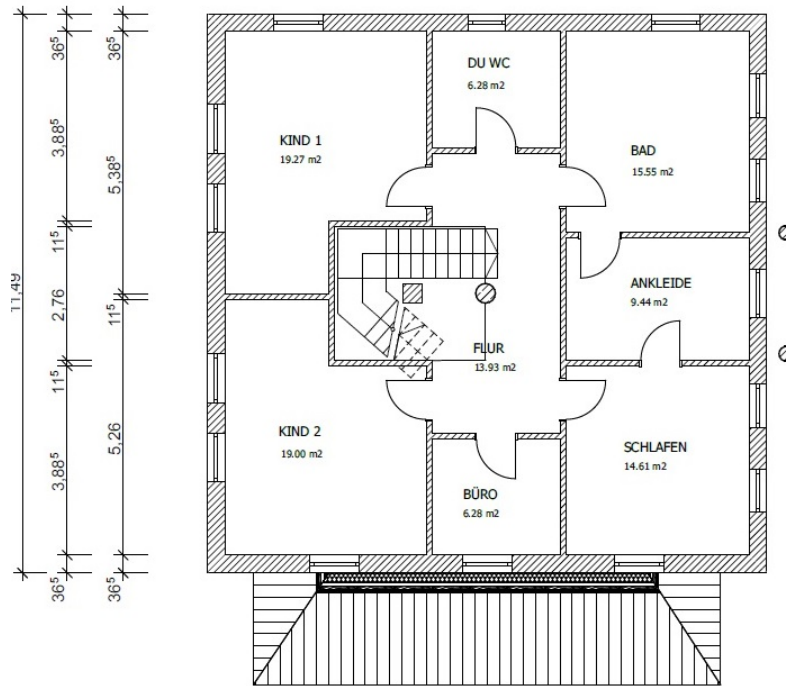 DU WC
6.28 m2
KIND 1
19.27 m2
BAD
15.55 m2
ANKLEIDE
9.44 m2
FLUR
13.93 m2
KIND 2
19.00 m2
SCHLAFEN
14.61 m2
BÜRO
6.28 m2
11,49
36⁵
3,88⁵
11⁵
2,76
11⁵
3,88⁵
36⁵
36⁵
5,38⁵
11⁵
5,26
36⁵